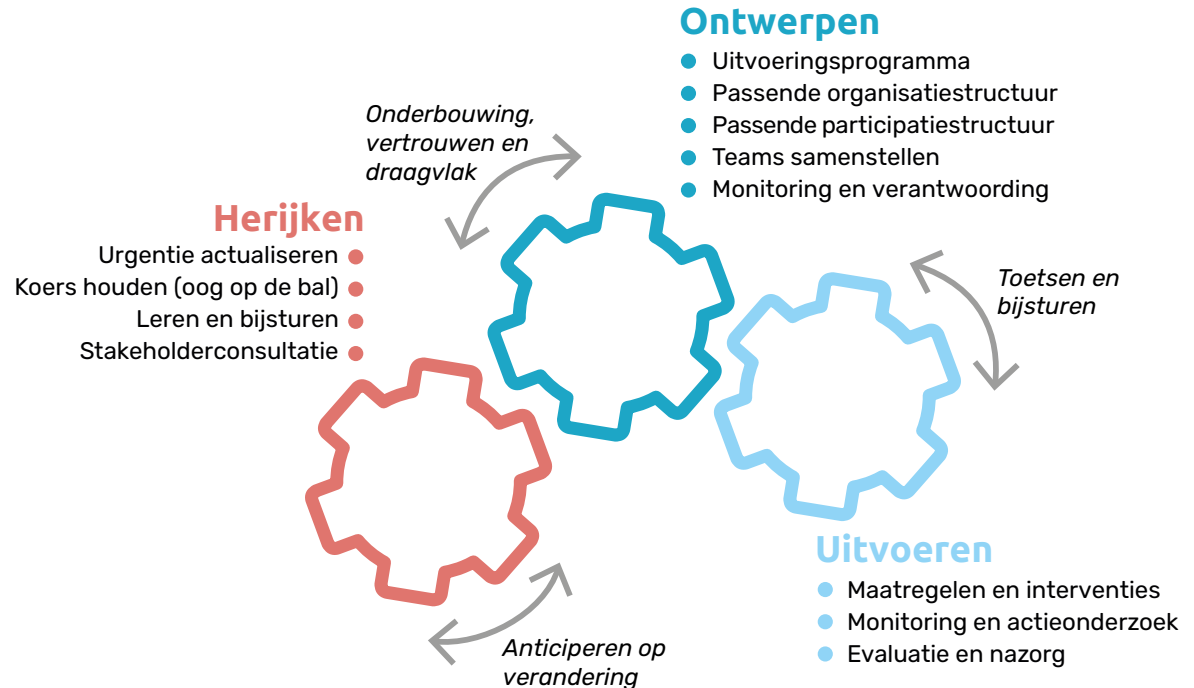 Ontwerpen
Uitvoeringsprogramma
Passende organisatiestructuur
Passende participatiestructuur
Teams samenstellen
Monitoring en verantwoording
Onderbouwing,
vertrouwen en
draagvlak
Herijken
Urgentie actualiseren
Koers houden (oog op de bal)
Leren en bijsturen
Stakeholderconsultatie
Toetsen en
bijsturen
Uitvoeren
Maatregelen en interventies
Monitoring en actieonderzoek
Evaluatie en nazorg
Anticiperen op
verandering